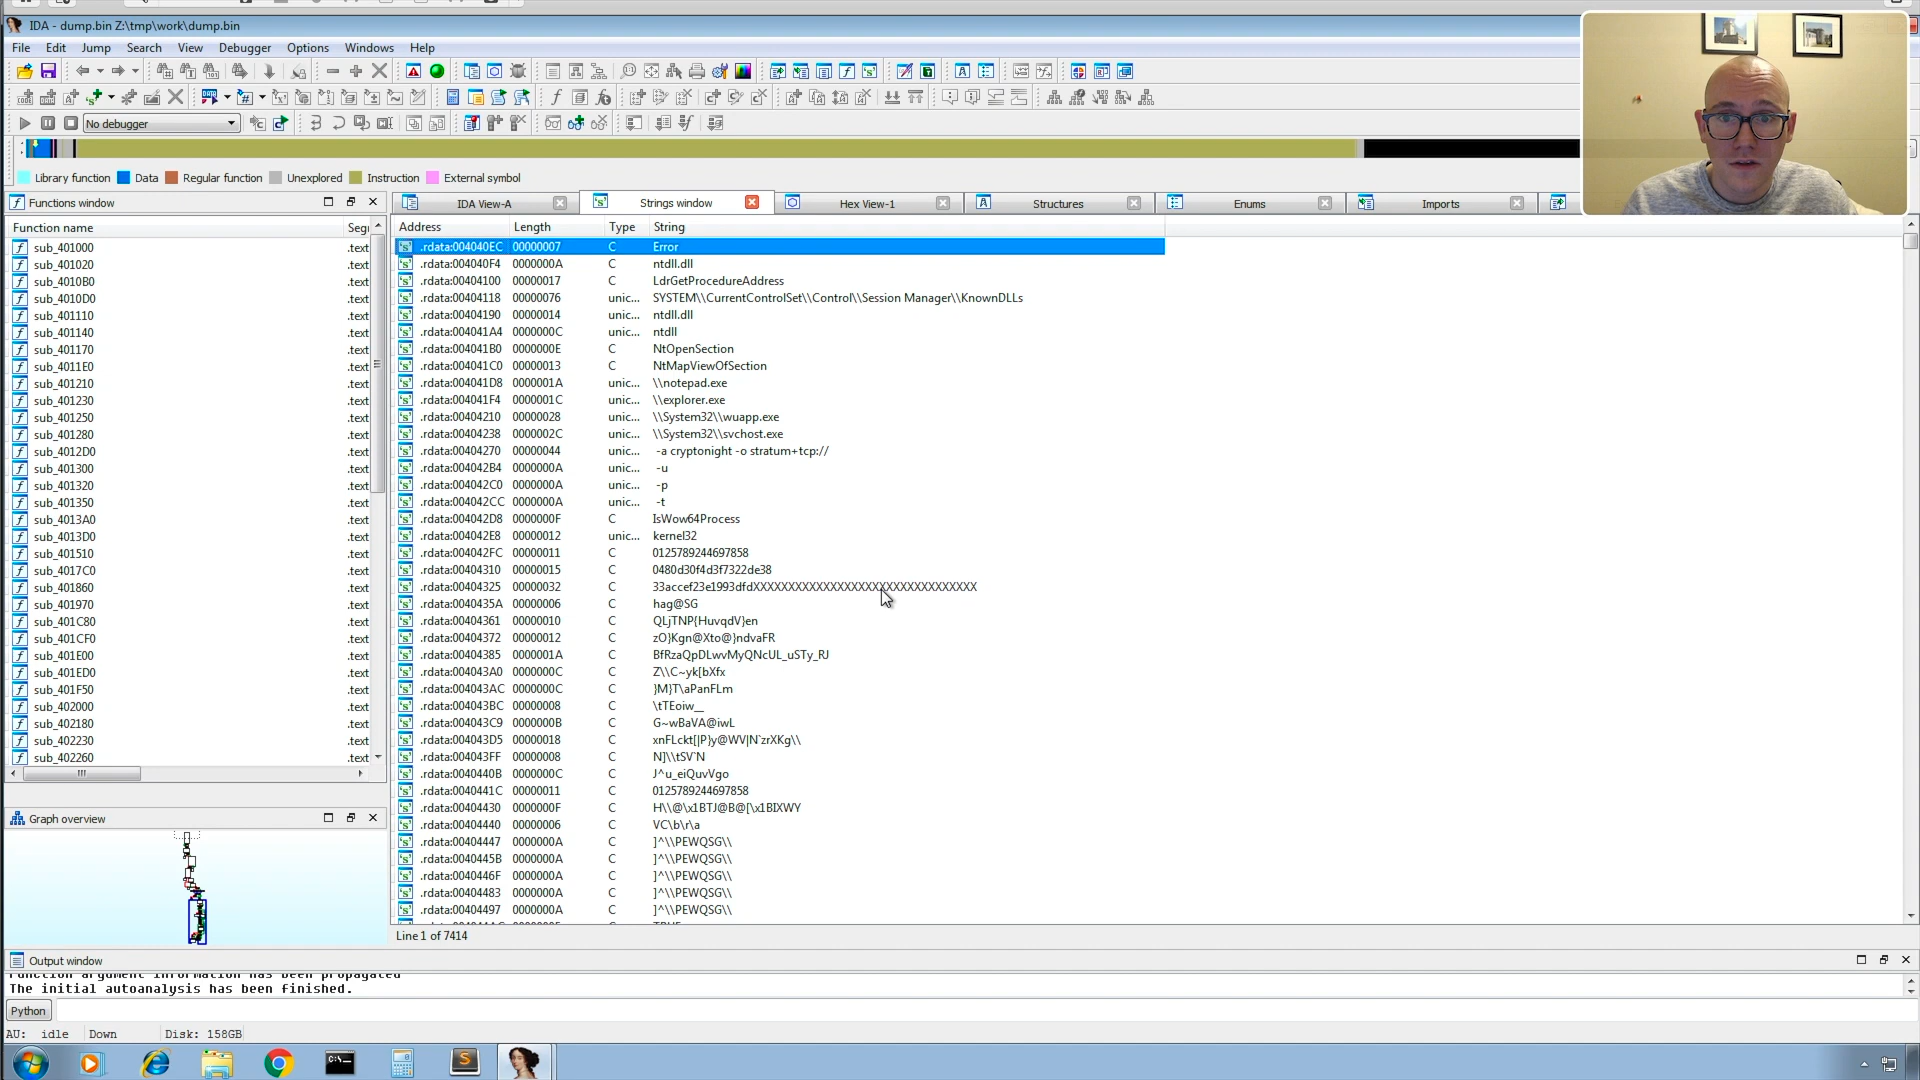 IDA - dump.bin Z:\tmp\work\dump.bin
File Edit Jump Search View Debugger Options Windows Help
No debugger
Library function Data Regular function Unexplored Instruction External symbol
Functions window
IDA View-A Strings window Hex View-1 Structures Enums Imports
Function name Seg
Address Length Type String
sub_401000 .text
sub_401020 .text
sub_4010B0 .text
sub_4010D0 .text
sub_401110 .text
sub_401140 .text
sub_401170 .text
sub_4011E0 .text
sub_401210 .text
sub_401230 .text
sub_401250 .text
sub_401280 .text
sub_4012D0 .text
sub_401300 .text
sub_401320 .text
sub_401350 .text
sub_4013A0 .text
sub_4013D0 .text
sub_401510 .text
sub_4017C0 .text
sub_401860 .text
sub_401970 .text
sub_401C80 .text
sub_401CF0 .text
sub_401E00 .text
sub_401ED0 .text
sub_401F50 .text
sub_402000 .text
sub_402180 .text
sub_402230 .text
sub_402260 .text
.rdata:004040EC 00000007 C Error
.rdata:004040F4 0000000A C ntdll.dll
.rdata:00404100 00000017 C LdrGetProcedureAddress
.rdata:00404118 00000076 unic... SYSTEM\\CurrentControlSet\\Control\\Session Manager\\KnownDLLs
.rdata:00404190 00000014 unic... ntdll.dll
.rdata:004041A4 0000000C unic... ntdll
.rdata:004041B0 0000000E C NtOpenSection
.rdata:004041C0 00000013 C NtMapViewOfSection
.rdata:004041D8 0000001A unic... \\notepad.exe
.rdata:004041F4 0000001C unic... \\explorer.exe
.rdata:00404210 00000028 unic... \\System32\\wuapp.exe
.rdata:00404238 0000002C unic... \\System32\\svchost.exe
.rdata:00404270 00000044 unic... -a cryptonight -o stratum+tcp://
.rdata:004042B4 0000000A unic... -u
.rdata:004042C0 0000000A unic... -p
.rdata:004042CC 0000000A unic... -t
.rdata:004042D8 0000000F C IsWow64Process
.rdata:004042E8 00000012 unic... kernel32
.rdata:004042FC 00000011 C 0125789244697858
.rdata:00404310 00000015 C 0480d30f4d3f7322de38
.rdata:00404325 00000032 C 33accef23e1993dfdXXXXXXXXXXXXXXXXXXXXXXXXXXXXXXXX
.rdata:0040435A 00000006 C hag@SG
.rdata:00404361 00000010 C QLjTNP{HuvqdV}en
.rdata:00404372 00000012 C zO}Kgn@Xto@}ndvaFR
.rdata:00404385 0000001A C BfRzaQpDLwvMyQNcUL_uSTy_RJ
.rdata:004043A0 0000000C C Z\\C~yk[bXfx
.rdata:004043AC 0000000C C }M}T\aPanFLm
.rdata:004043BC 00000008 C \tTEoiw__
.rdata:004043C9 0000000B C G~wBaVA@iwL
.rdata:004043D5 00000018 C xnFLckt[|P}y@WV|N`zrXKg\\
.rdata:004043FF 00000008 C N]\\tSV`N
.rdata:0040440B 0000000C C J^u_eiQuvVgo
.rdata:0040441C 00000011 C 0125789244697858
.rdata:00404430 0000000F C H\\@\x1BTJ@B@[\x1BIXWY
.rdata:00404440 00000006 C VC\b\r\a
.rdata:00404447 0000000A C ]^\\PEWQSG\\
.rdata:0040445B 0000000A C ]^\\PEWQSG\\
.rdata:0040446F 0000000A C ]^\\PEWQSG\\
.rdata:00404483 0000000A C ]^\\PEWQSG\\
.rdata:00404497 0000000A C ]^\\PEWQSG\\
Graph overview
Line 1 of 7414
Output window
Function argument information has been propagated
The initial autoanalysis has been finished.
Python
AU: idle Down Disk: 158GB